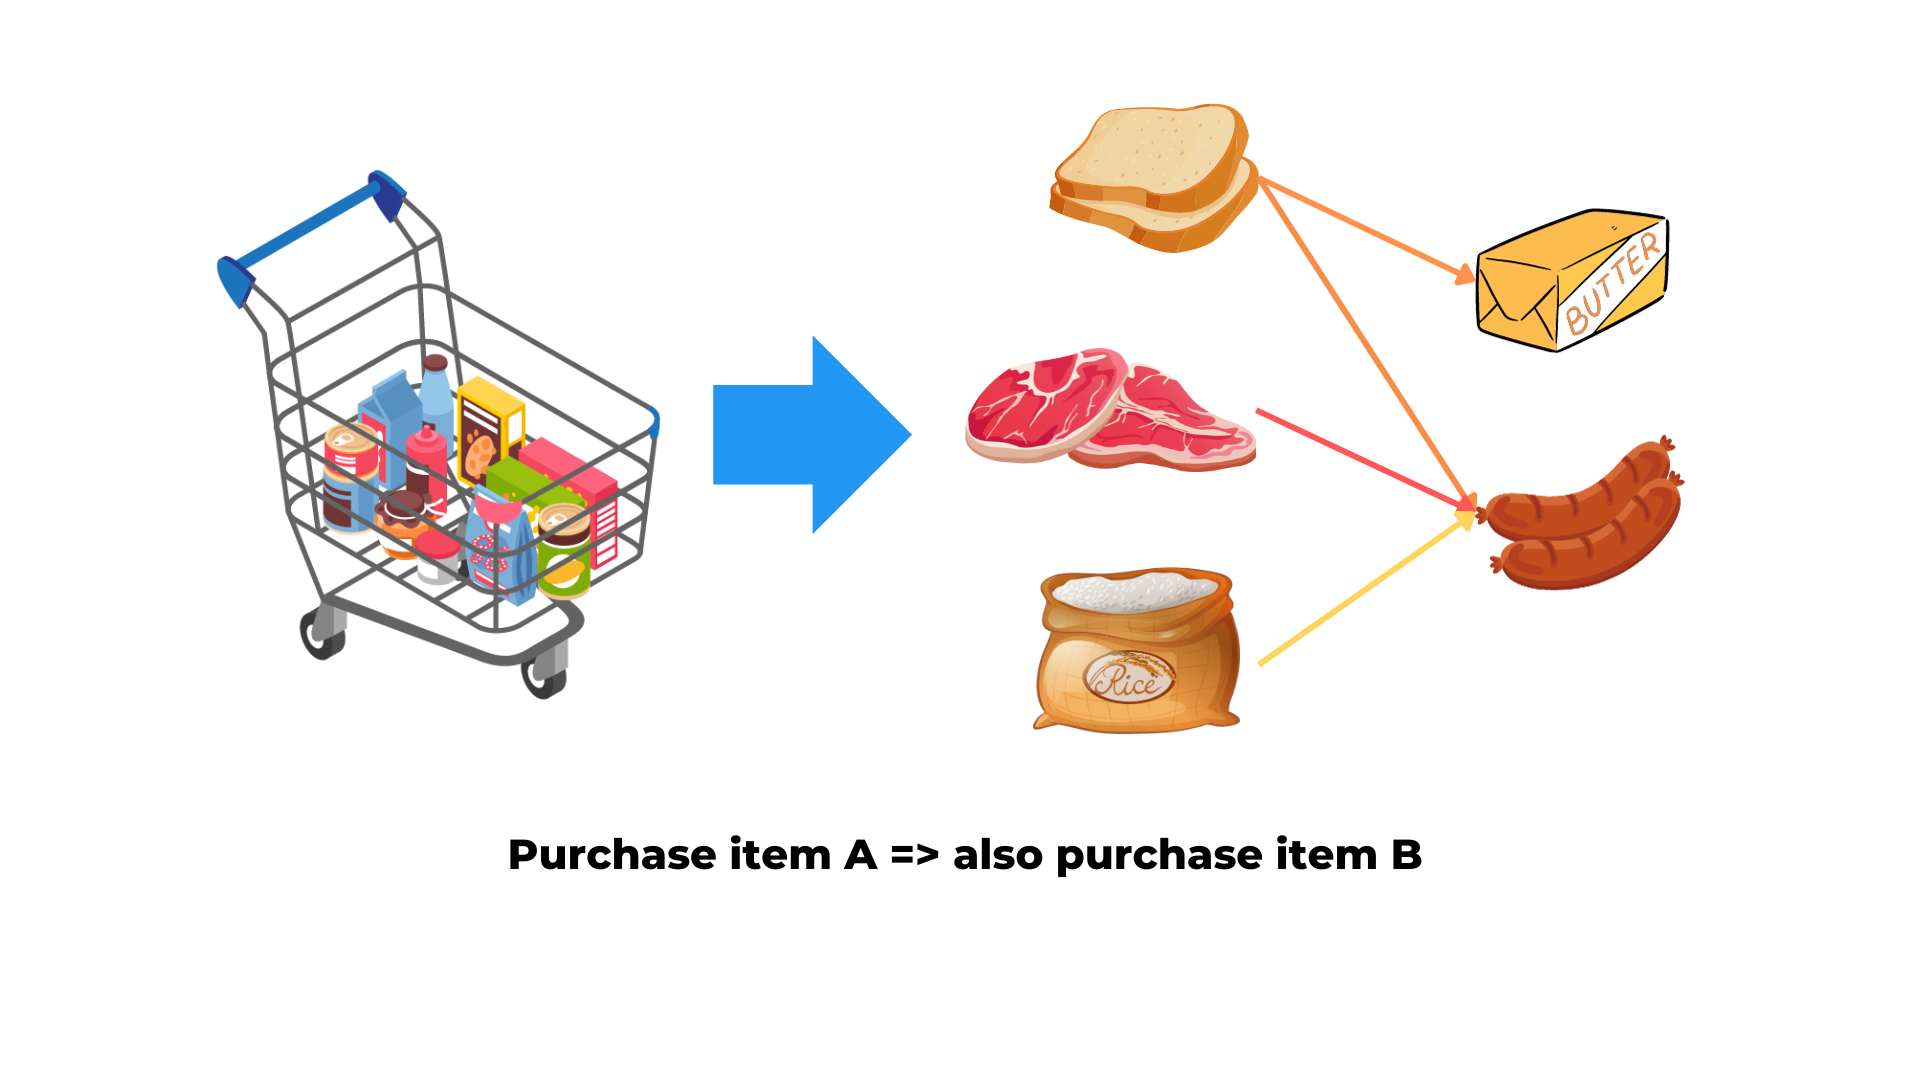 BUTTER
Rice
Purchase item A => also purchase item B